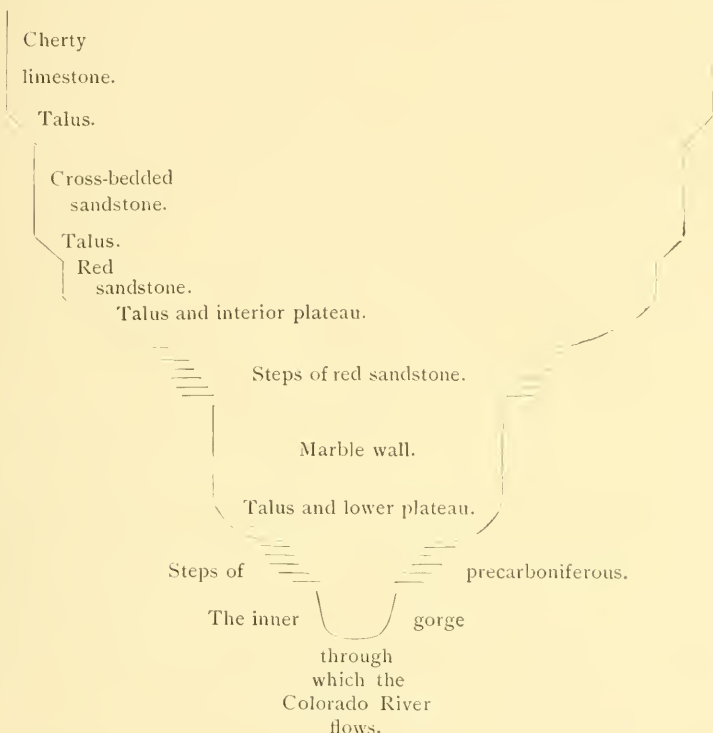 Cherty
limestone.
Talus.
Cross-bedded
sandstone.
Talus.
Red
sandstone.
Talus and interior plateau.
Steps of red sandstone.
Marble wall.
Talus and lower plateau.
Steps of precarboniferous.
The inner gorge
through
which the
Colorado River
flows.